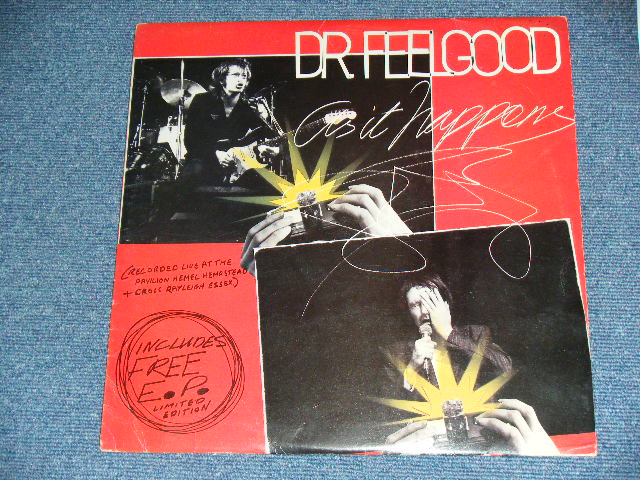 DR. FEELGOOD
As it happens
(RECORDED LIVE AT THE
PAVILION HEMEL HEMPSTEAD
+ CROCS RAYLEIGH ESSEX)
INCLUDES
FREE
E.P.
LIMITED
EDITION